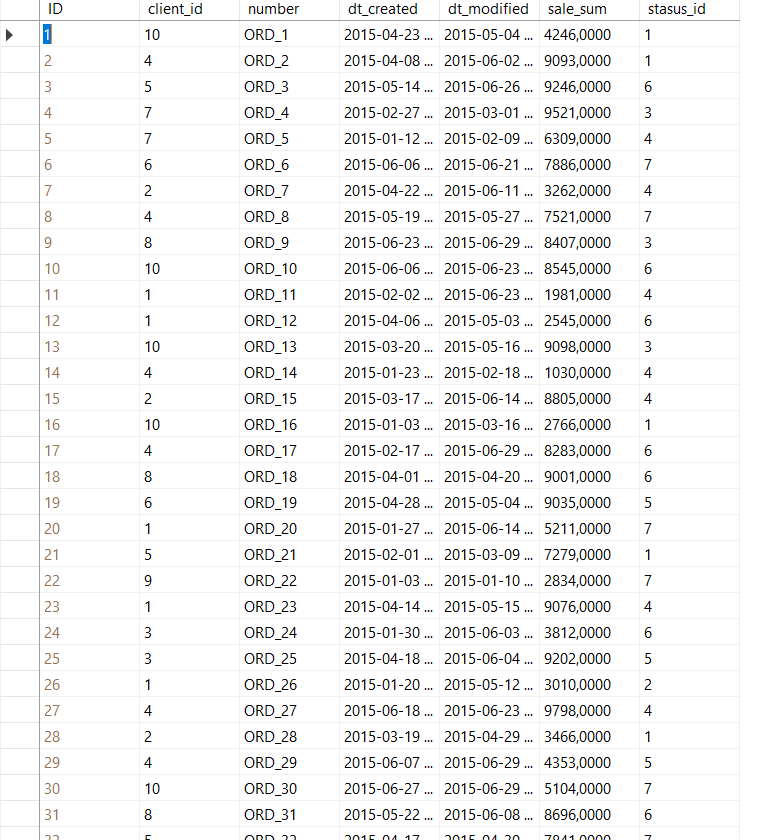 ID client_id number dt_created dt_modified sale_sum stasus_id
1 10 ORD_1 2015-04-23 ... 2015-05-04 ... 4246,0000 1
2 4 ORD_2 2015-04-08 ... 2015-06-02 ... 9093,0000 1
3 5 ORD_3 2015-05-14 ... 2015-06-26 ... 9246,0000 6
4 7 ORD_4 2015-02-27 ... 2015-03-01 ... 9521,0000 3
5 7 ORD_5 2015-01-12 ... 2015-02-09 ... 6309,0000 4
6 6 ORD_6 2015-06-06 ... 2015-06-21 ... 7886,0000 7
7 2 ORD_7 2015-04-22 ... 2015-06-11 ... 3262,0000 4
8 4 ORD_8 2015-05-19 ... 2015-05-27 ... 7521,0000 7
9 8 ORD_9 2015-06-23 ... 2015-06-29 ... 8407,0000 3
10 10 ORD_10 2015-06-06 ... 2015-06-23 ... 8545,0000 6
11 1 ORD_11 2015-02-02 ... 2015-06-23 ... 1981,0000 4
12 1 ORD_12 2015-04-06 ... 2015-05-03 ... 2545,0000 6
13 10 ORD_13 2015-03-20 ... 2015-05-16 ... 9098,0000 3
14 4 ORD_14 2015-01-23 ... 2015-02-18 ... 1030,0000 4
15 2 ORD_15 2015-03-17 ... 2015-06-14 ... 8805,0000 4
16 10 ORD_16 2015-01-03 ... 2015-03-16 ... 2766,0000 1
17 4 ORD_17 2015-02-17 ... 2015-06-29 ... 8283,0000 6
18 8 ORD_18 2015-04-01 ... 2015-04-20 ... 9001,0000 6
19 6 ORD_19 2015-04-28 ... 2015-05-04 ... 9035,0000 5
20 1 ORD_20 2015-01-27 ... 2015-06-14 ... 5211,0000 7
21 5 ORD_21 2015-02-01 ... 2015-03-09 ... 7279,0000 1
22 9 ORD_22 2015-01-03 ... 2015-01-10 ... 2834,0000 7
23 1 ORD_23 2015-04-14 ... 2015-05-15 ... 9076,0000 4
24 3 ORD_24 2015-01-30 ... 2015-06-03 ... 3812,0000 6
25 3 ORD_25 2015-04-18 ... 2015-06-04 ... 9202,0000 5
26 1 ORD_26 2015-01-20 ... 2015-05-12 ... 3010,0000 2
27 4 ORD_27 2015-06-18 ... 2015-06-23 ... 9798,0000 4
28 2 ORD_28 2015-03-19 ... 2015-04-29 ... 3466,0000 1
29 4 ORD_29 2015-06-07 ... 2015-06-29 ... 4353,0000 5
30 10 ORD_30 2015-06-27 ... 2015-06-29 ... 5104,0000 7
31 8 ORD_31 2015-05-22 ... 2015-06-08 ... 8696,0000 6